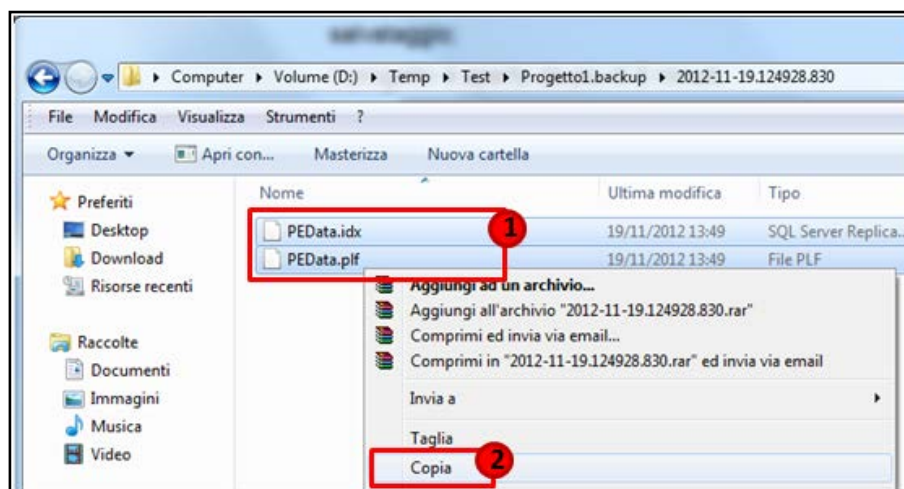 Computer Volume (D:) Temp Test Progetto1.backup 2012-11-19.124928.830
File Modifica Visualizza Strumenti ?
Organizza Apri con... Masterizza Nuova cartella
Nome Ultima modifica Tipo
Preferiti
Desktop
Download
Risorse recenti
Raccolte
Documenti
Immagini
Musica
Video
PEData.idx 19/11/2012 13:49 SQL Server Replica...
PEData.plf 19/11/2012 13:49 File PLF
1
Aggiungi ad un archivio...
Aggiungi all'archivio "2012-11-19.124928.830.rar"
Comprimi ed invia via email...
Comprimi in "2012-11-19.124928.830.rar" ed invia via email
Invia a
Taglia
Copia
2